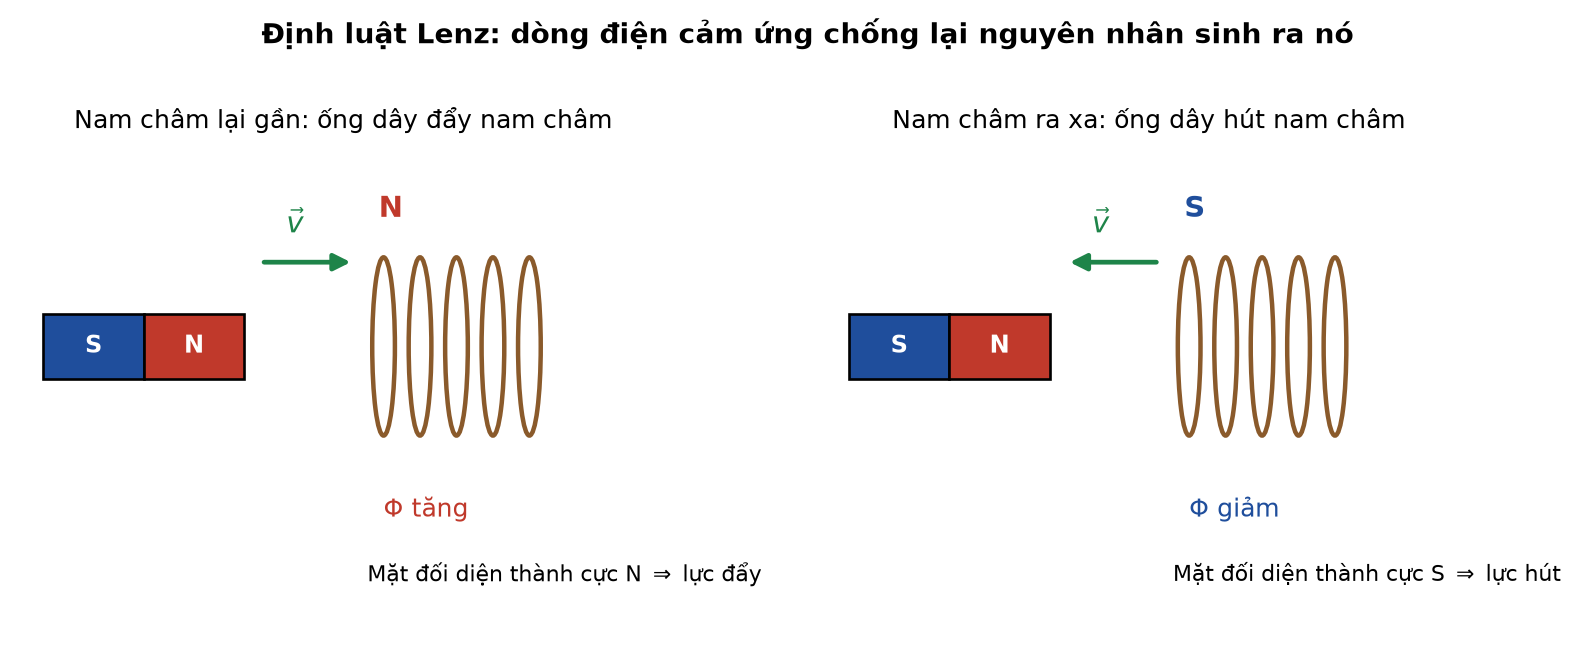 Định luật Lenz: dòng điện cảm ứng chống lại nguyên nhân sinh ra nó
Nam châm lại gần: ống dây đẩy nam châm
N
v⃗
S N
Φ tăng
Mặt đối diện thành cực N ⇒ lực đẩy
Nam châm ra xa: ống dây hút nam châm
S
v⃗
S N
Φ giảm
Mặt đối diện thành cực S ⇒ lực hút